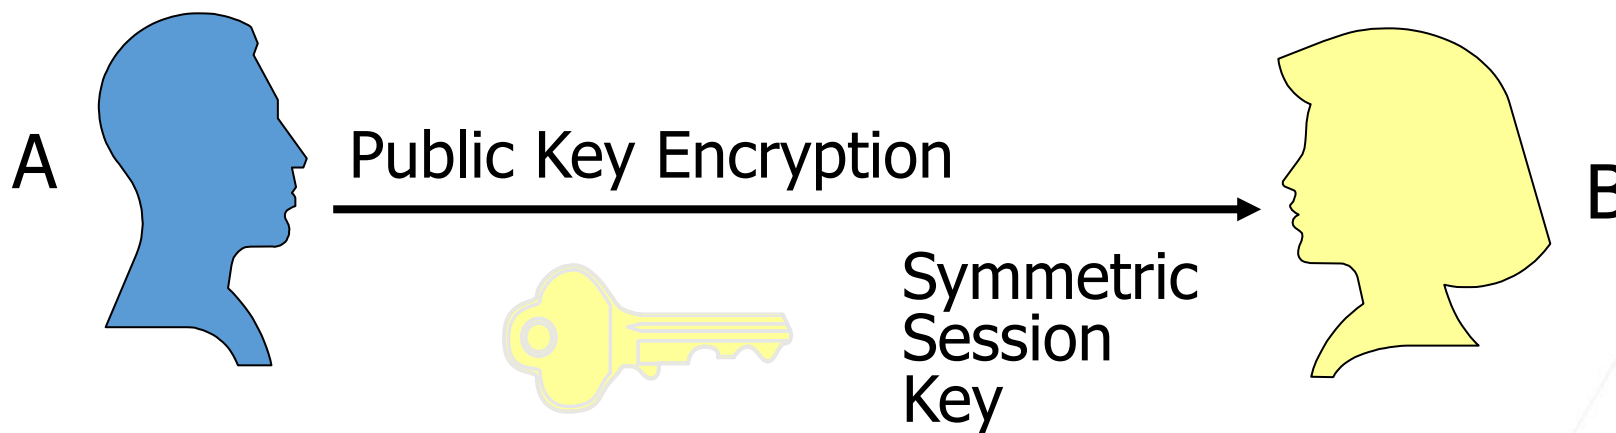 A
Public Key Encryption
B
Symmetric
Session
Key